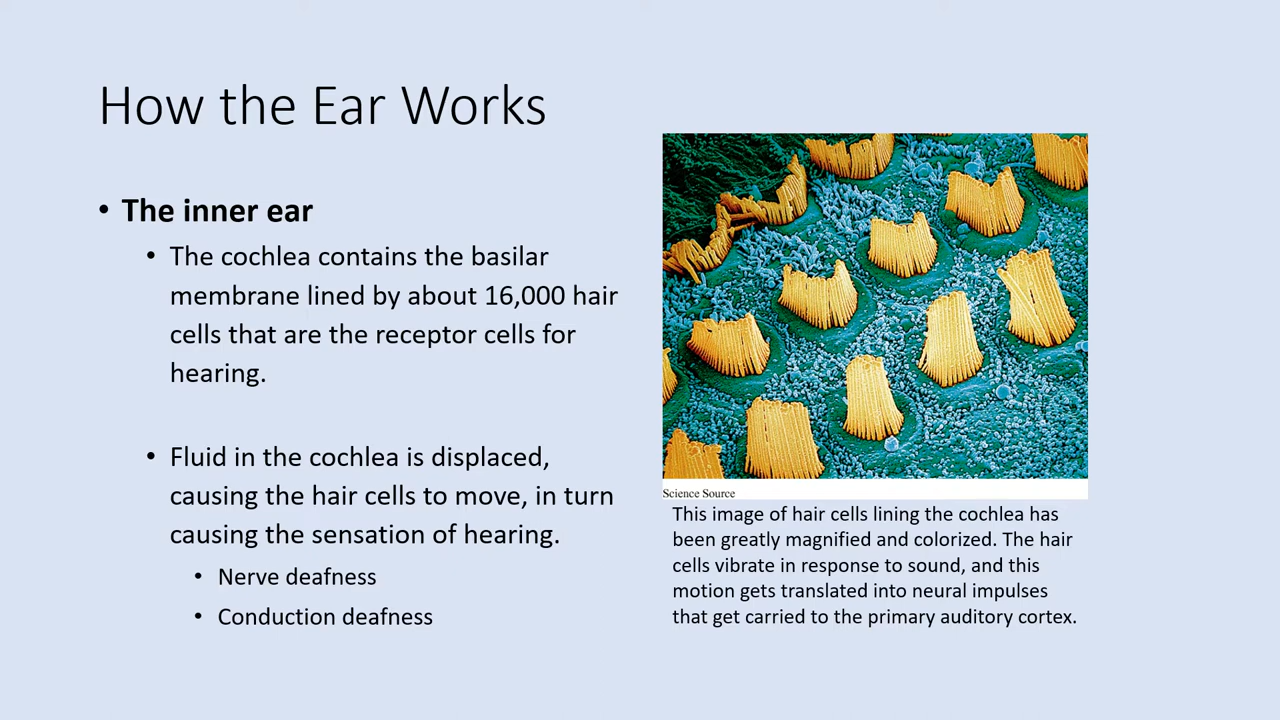 How the Ear Works
• The inner ear
• The cochlea contains the basilar
membrane lined by about 16,000 hair
cells that are the receptor cells for
hearing.
• Fluid in the cochlea is displaced,
causing the hair cells to move, in turn
causing the sensation of hearing.
• Nerve deafness
• Conduction deafness
Science Source
This image of hair cells lining the cochlea has
been greatly magnified and colorized. The hair
cells vibrate in response to sound, and this
motion gets translated into neural impulses
that get carried to the primary auditory cortex.